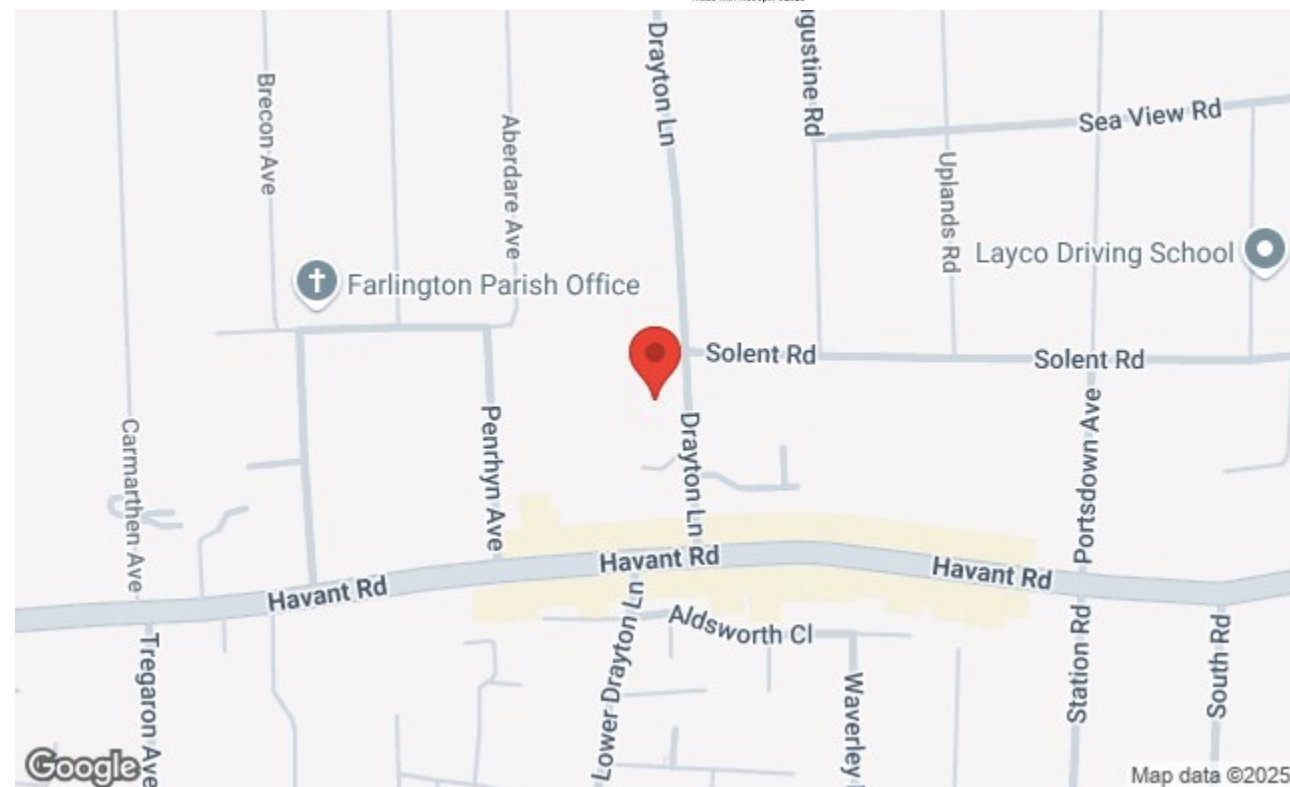 Drayton Ln
gustine Rd
Brecon Ave
Aberdare Ave
Sea View Rd
Uplands Rd
Layco Driving School
Farlington Parish Office
Solent Rd
Solent Rd
Carmarthen Ave
Penrhyn Ave
Drayton Ln
Portsdown Ave
Havant Rd
Havant Rd
Havant Rd
Aldsworth Cl
Tregaron Ave
Lower Drayton Ln
Waverley
Station Rd
South Rd
Google
Map data ©2025